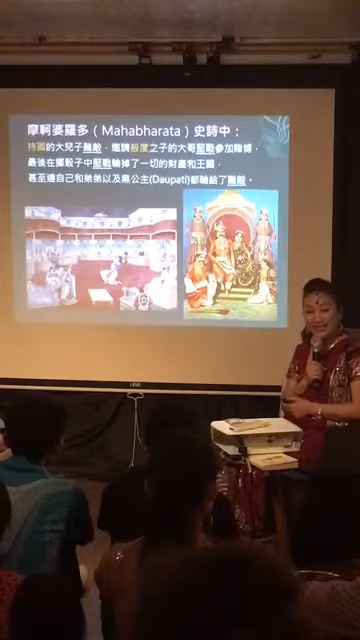 摩柯婆羅多（Mahabharata）史詩中：
持國的大兒子難敵，邀請般度之子的大哥堅戰參加賭博，
最後在擲骰子中堅戰輸掉了一切的財產和王國，
甚至連自己和弟弟以及黑公主(Daupati)都輸給了難敵。